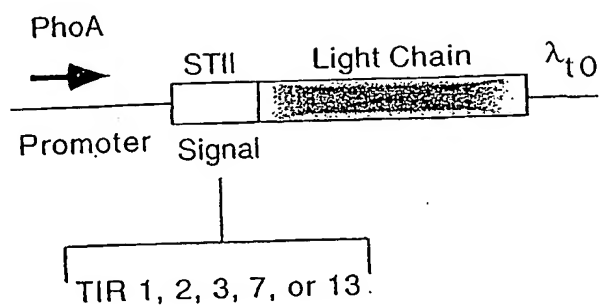 PhoA
STII Light Chain λt0
Promoter Signal
TIR 1, 2, 3, 7, or 13.